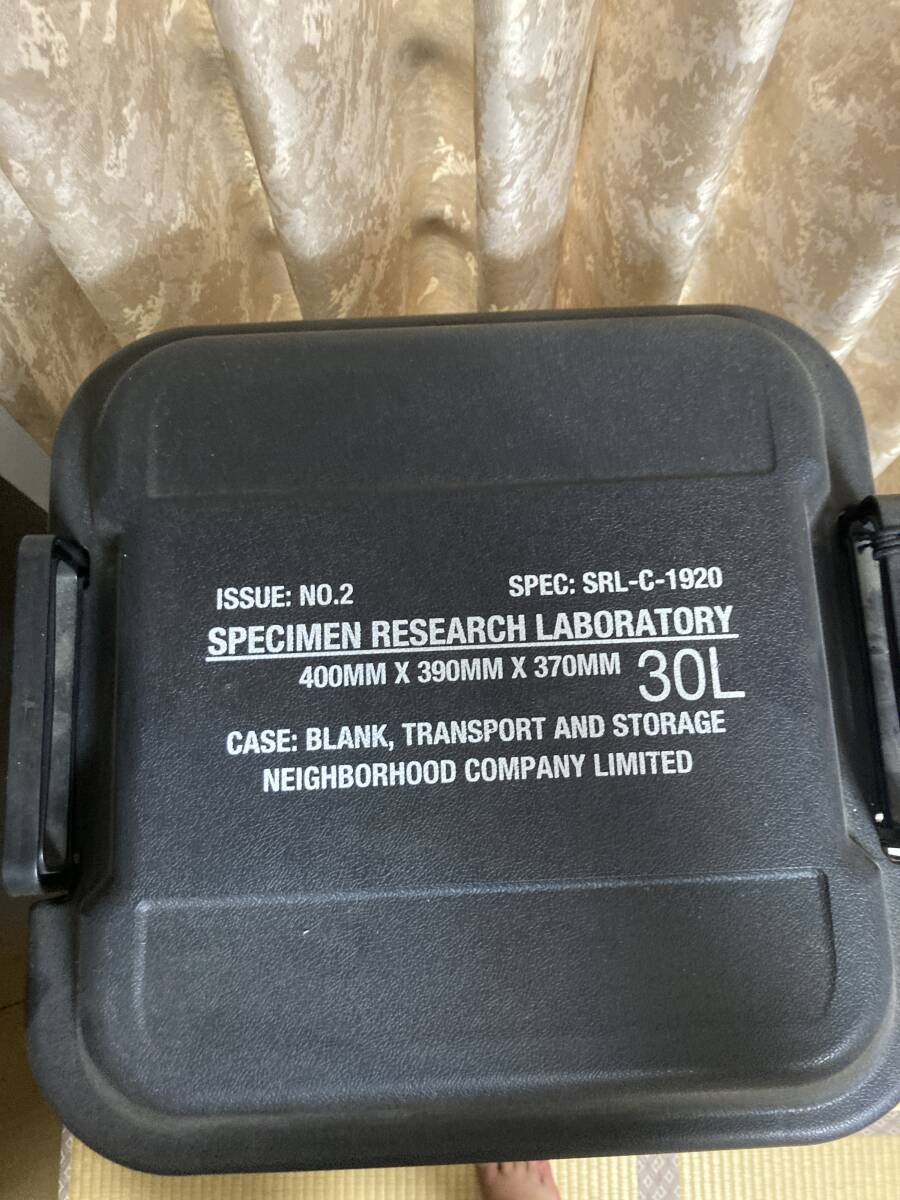 ISSUE: NO.2 SPEC: SRL-C-1920
SPECIMEN RESEARCH LABORATORY
400MM X 390MM X 370MM 30L
CASE: BLANK, TRANSPORT AND STORAGE
NEIGHBORHOOD COMPANY LIMITED